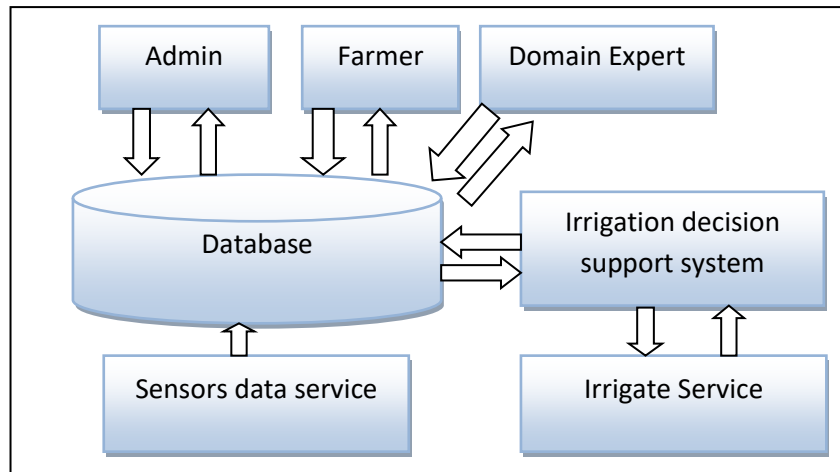 Admin
Farmer
Domain Expert
Database
Irrigation decision
support system
Sensors data service
Irrigate Service